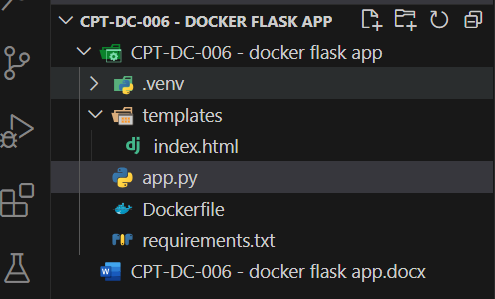 CPT-DC-006 - DOCKER FLASK APP
CPT-DC-006 - docker flask app
.venv
templates
dj index.html
app.py
Dockerfile
requirements.txt
W CPT-DC-006 - docker flask app.docx